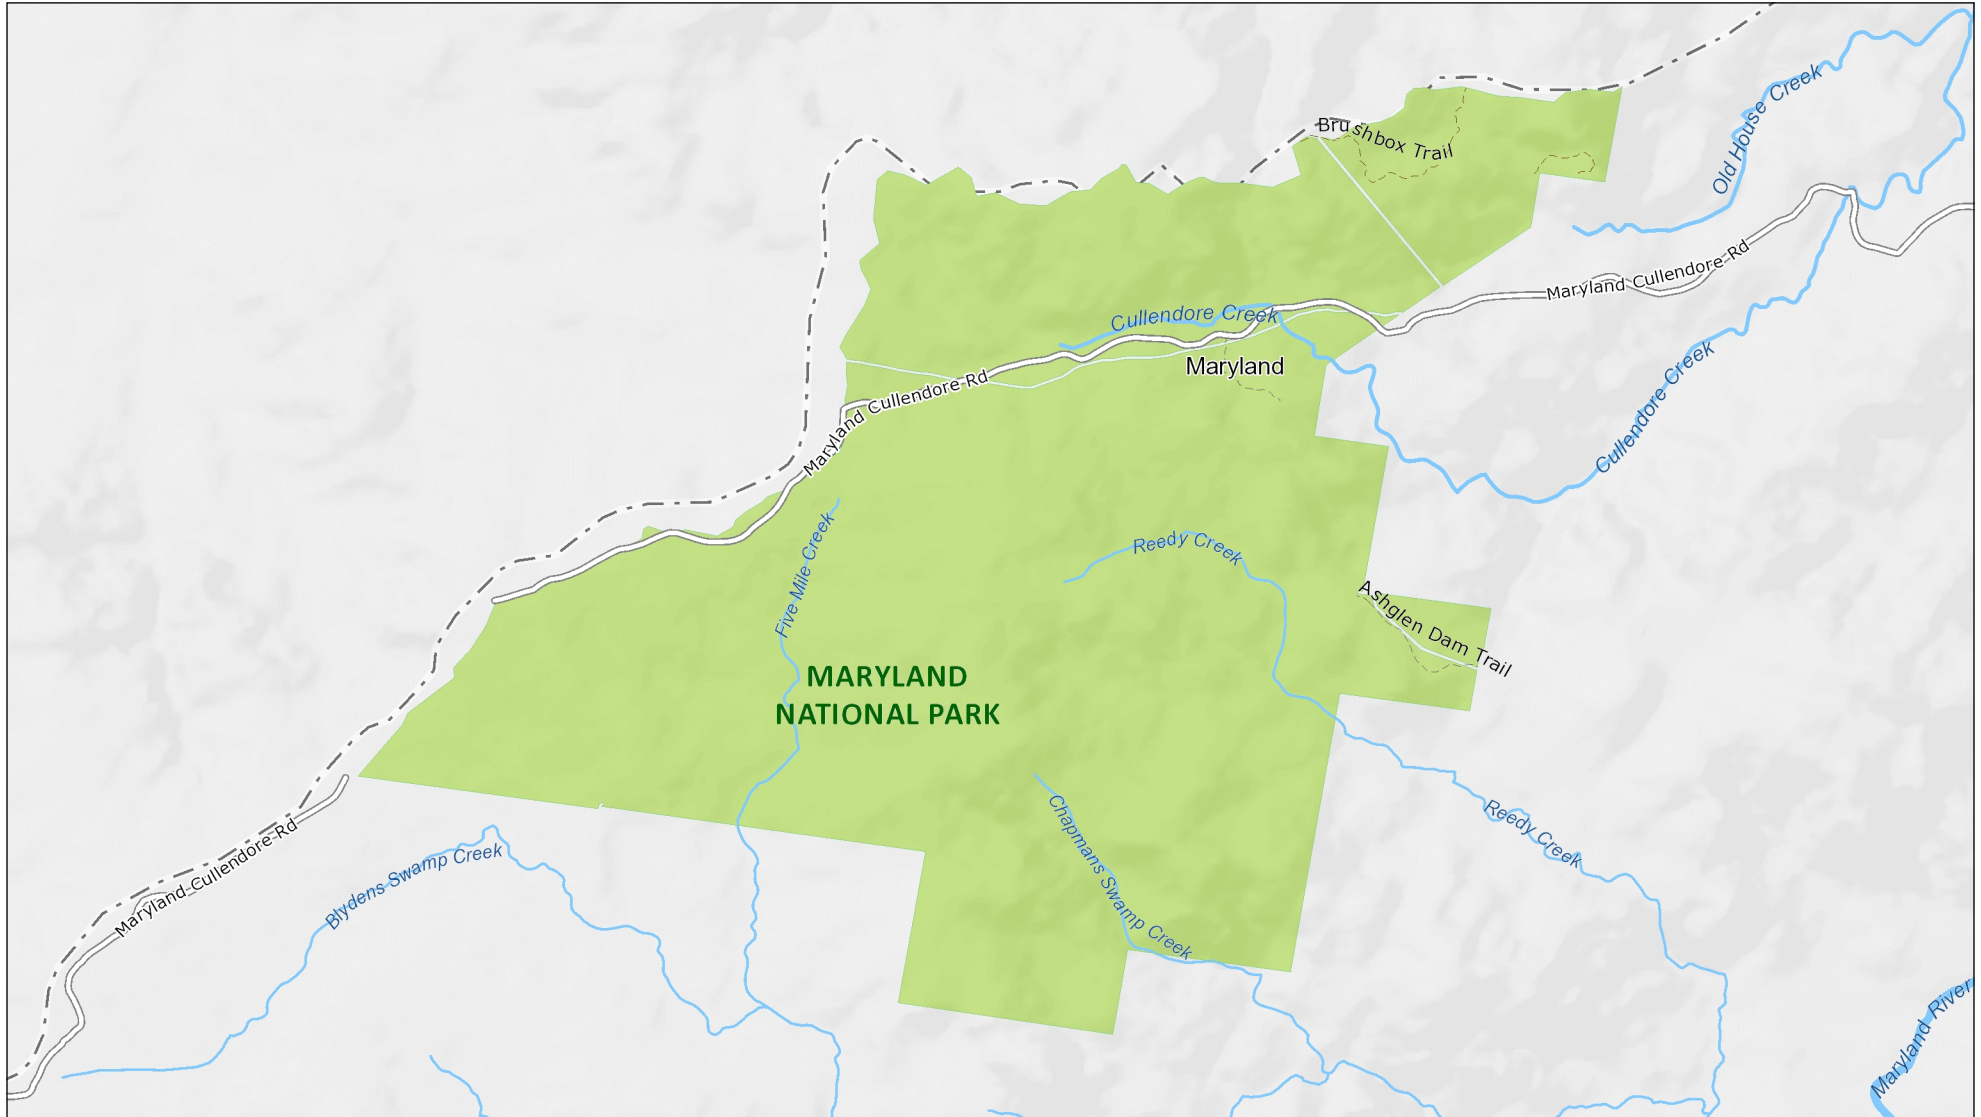 Old House Creek
Brushbox Trail
Maryland Cullendore Rd
Cullendore Creek
Maryland
Cullendore Creek
Maryland Cullendore Rd
Five Mile Creek
Reedy Creek
Ashglen Dam Trail
MARYLAND
NATIONAL PARK
Chapmans Swamp Creek
Reedy Creek
Maryland Cullendore Rd
Blydens Swamp Creek
Maryland River